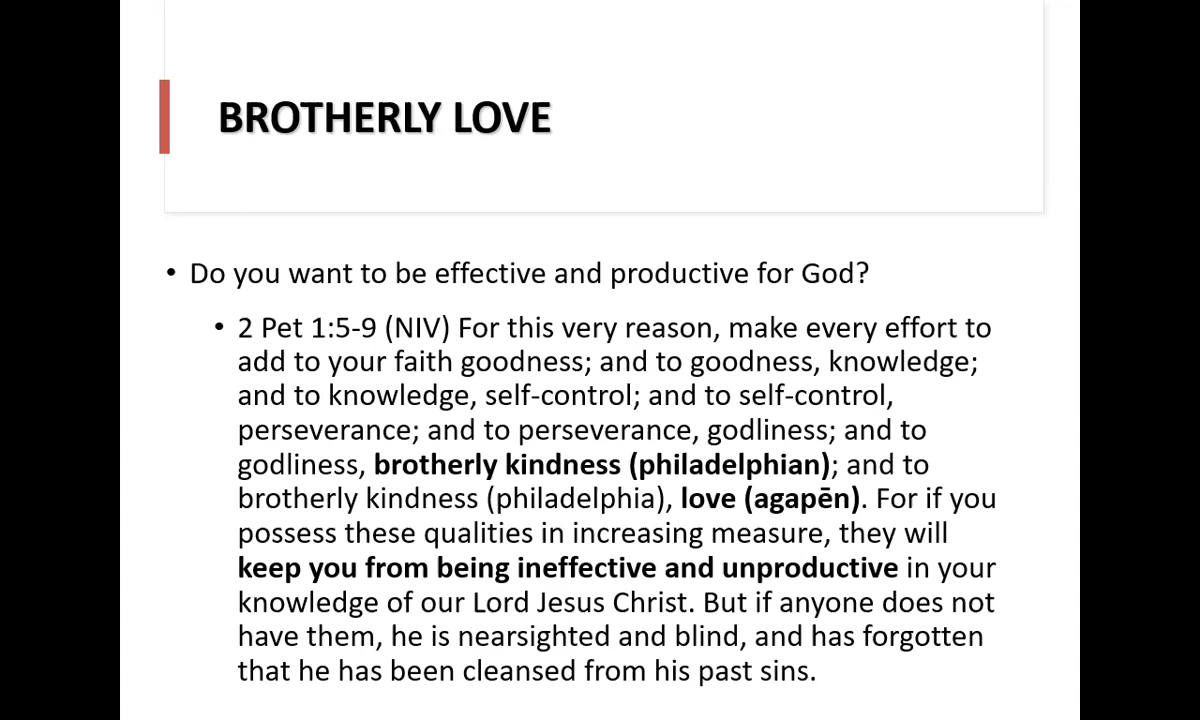 BROTHERLY LOVE
• Do you want to be effective and productive for God?
• 2 Pet 1:5-9 (NIV) For this very reason, make every effort to
add to your faith goodness; and to goodness, knowledge;
and to knowledge, self-control; and to self-control,
perseverance; and to perseverance, godliness; and to
godliness, brotherly kindness (philadelphian); and to
brotherly kindness (philadelphia), love (agapēn). For if you
possess these qualities in increasing measure, they will
keep you from being ineffective and unproductive in your
knowledge of our Lord Jesus Christ. But if anyone does not
have them, he is nearsighted and blind, and has forgotten
that he has been cleansed from his past sins.